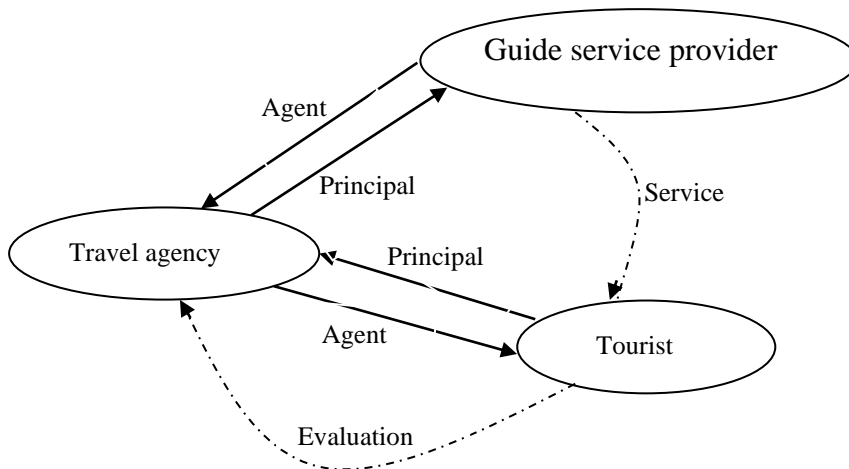 Guide service provider
Agent
Principal
Service
Travel agency
Principal
Agent
Tourist
Evaluation